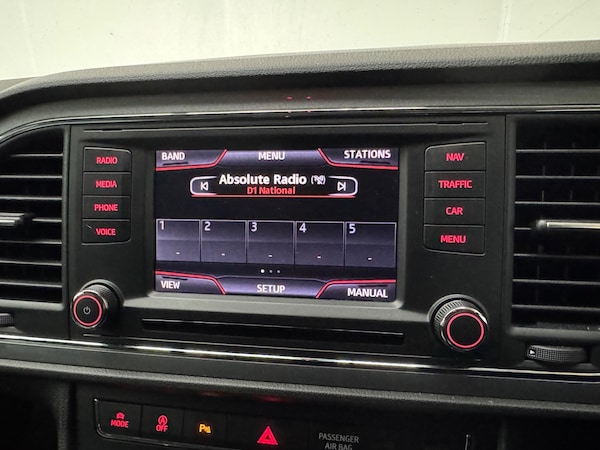 RADIO
MEDIA
PHONE
VOICE
BAND MENU STATIONS
Absolute Radio
D1 National
1 2 3 4 5
- - - - -
VIEW SETUP MANUAL
NAV
TRAFFIC
CAR
MENU
MODE
OFF
P
PASSENGER
AIR BAG